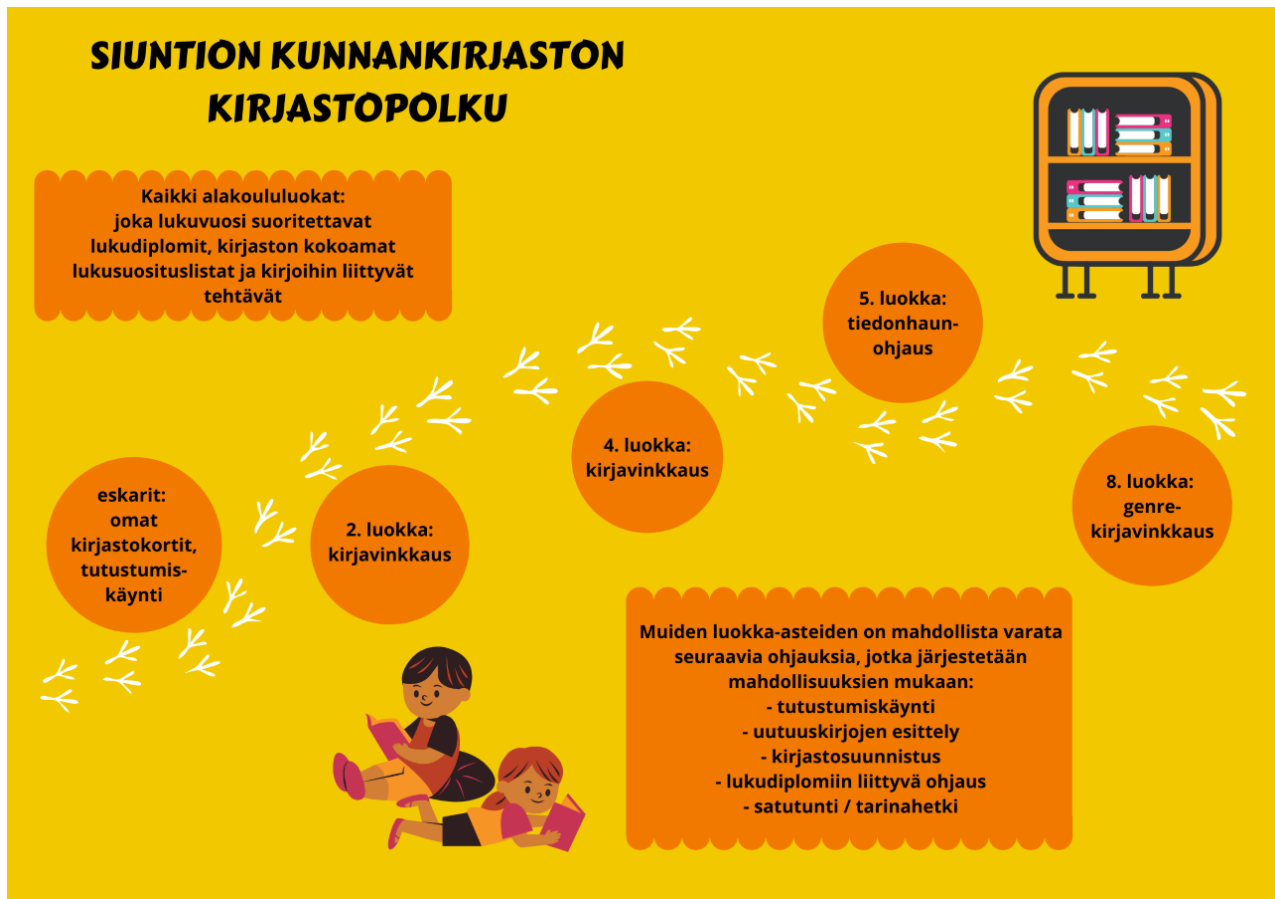 SIUNTION KUNNANKIRJASTON
KIRJASTOPOLKU
Kaikki alakoululuokat:
joka lukuvuosi suoritettavat
lukudiplomit, kirjaston kokoamat
lukusuosituslistat ja kirjoihin liittyvät
tehtävät
eskarit:
omat
kirjastokortit,
tutustumis-
käynti
2. luokka:
kirjavinkkaus
4. luokka:
kirjavinkkaus
5. luokka:
tiedonhaun-
ohjaus
8. luokka:
genre-
kirjavinkkaus
Muiden luokka-asteiden on mahdollista varata
seuraavia ohjauksia, jotka järjestetään
mahdollisuuksien mukaan:
- tutustumiskäynti
- uutuuskirjojen esittely
- kirjastosuunnistus
- lukudiplomiin liittyvä ohjaus
- satutunti / tarinahetki